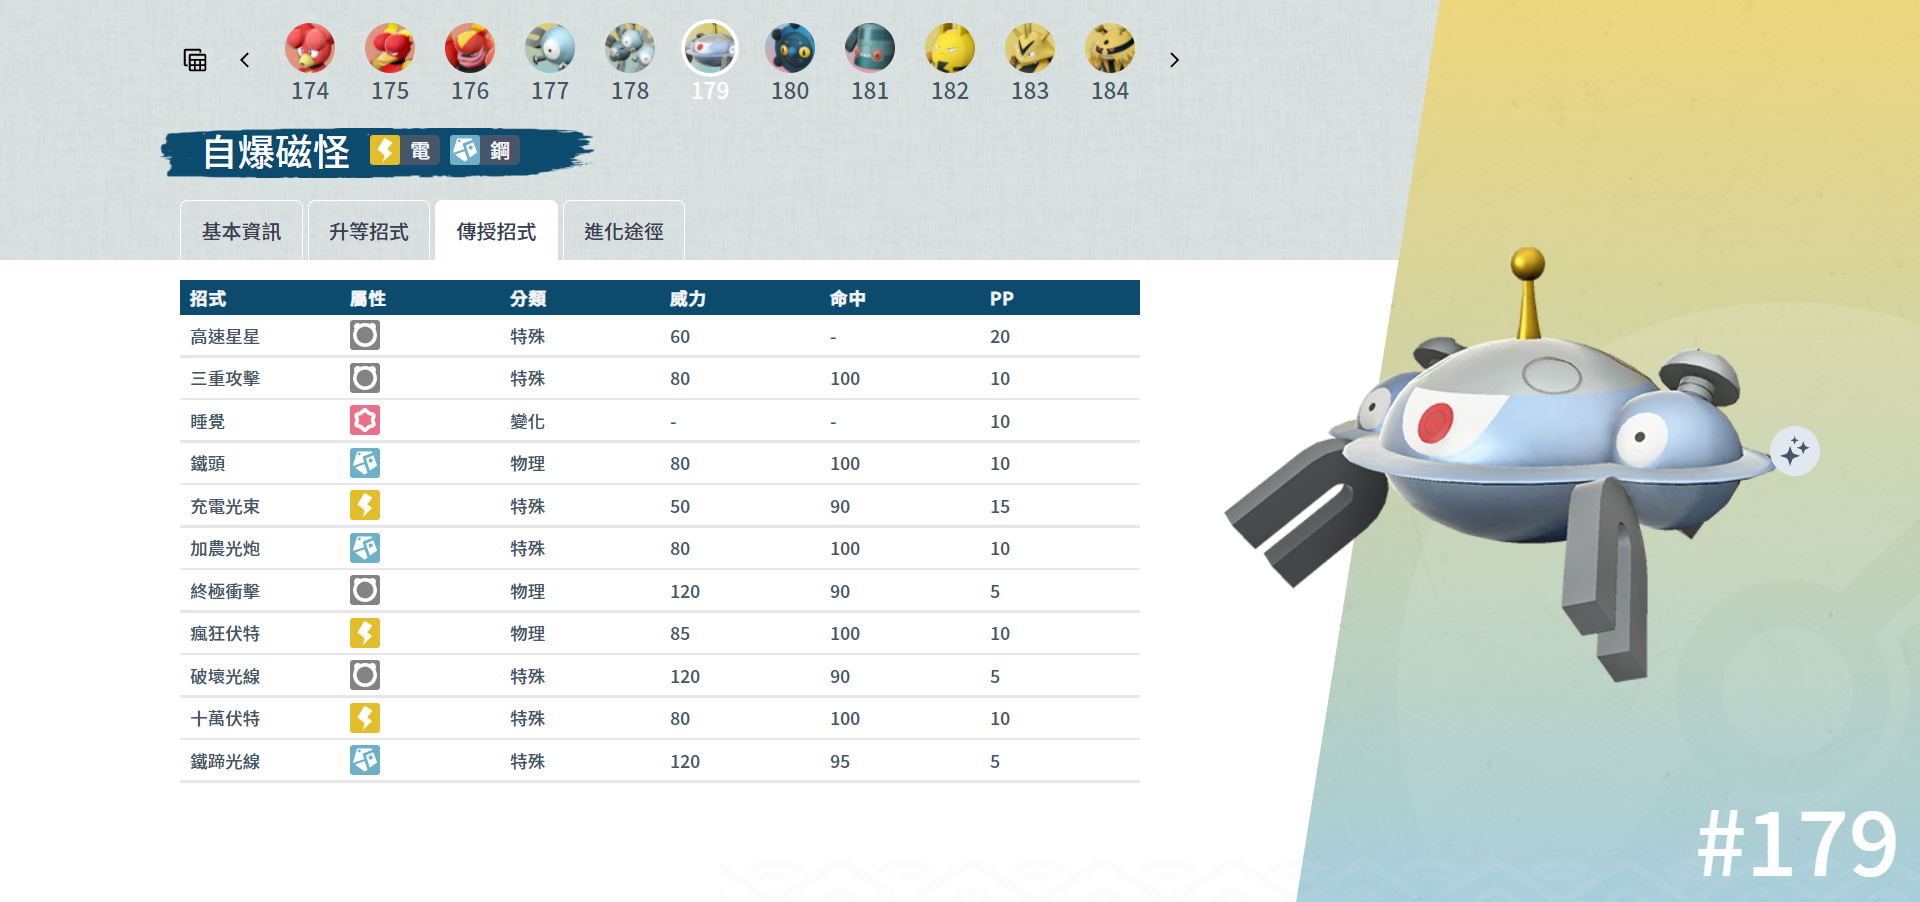 174 175 176 177 178 179 180 181 182 183 184
自爆磁怪 電 鋼
基本資訊 升等招式 傳授招式 進化途徑
招式 屬性 分類 威力 命中 PP
高速星星 特殊 60 - 20
三重攻擊 特殊 80 100 10
睡覺 變化 - - 10
鐵頭 物理 80 100 10
充電光束 特殊 50 90 15
加農光炮 特殊 80 100 10
終極衝擊 物理 120 90 5
瘋狂伏特 物理 85 100 10
破壞光線 特殊 120 90 5
十萬伏特 特殊 80 100 10
鐵蹄光線 特殊 120 95 5
#179